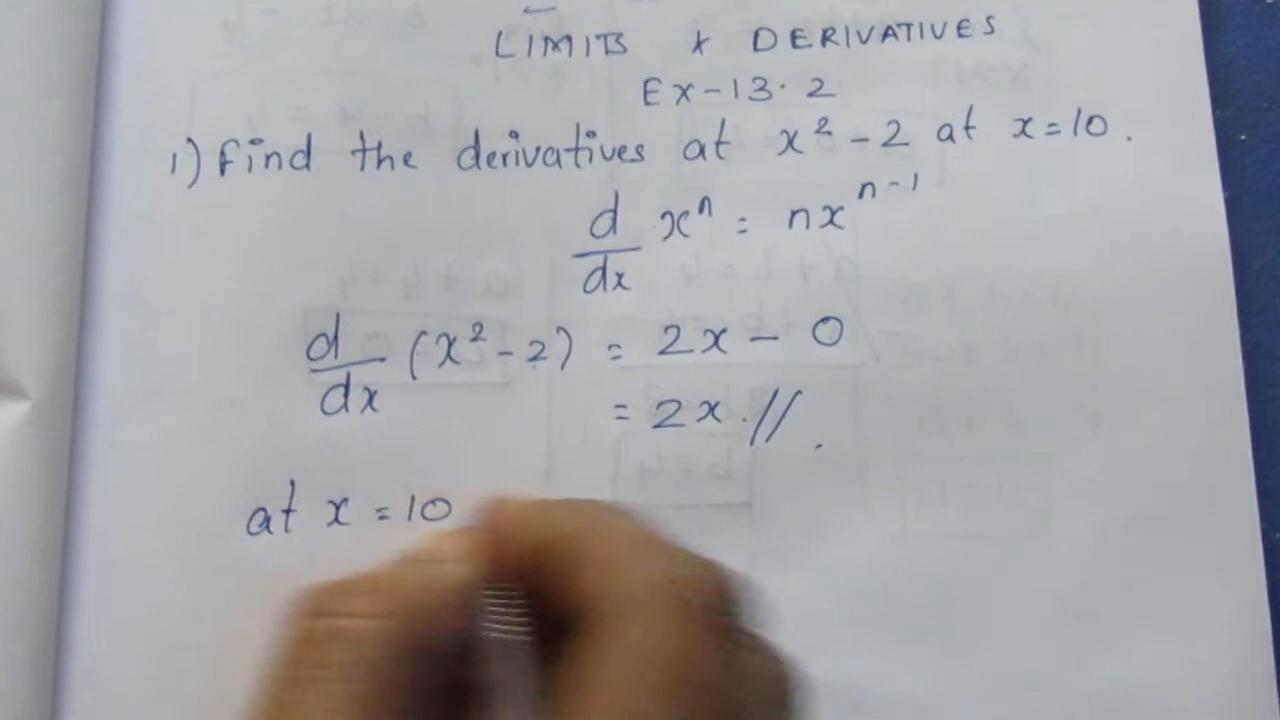 LIMITS & DERIVATIVES
Ex-13.2
1) Find the derivatives at x² - 2 at x = 10.
d/dx xⁿ = nxⁿ⁻¹
d/dx (x² - 2) = 2x - 0
= 2x.//.
at x = 10